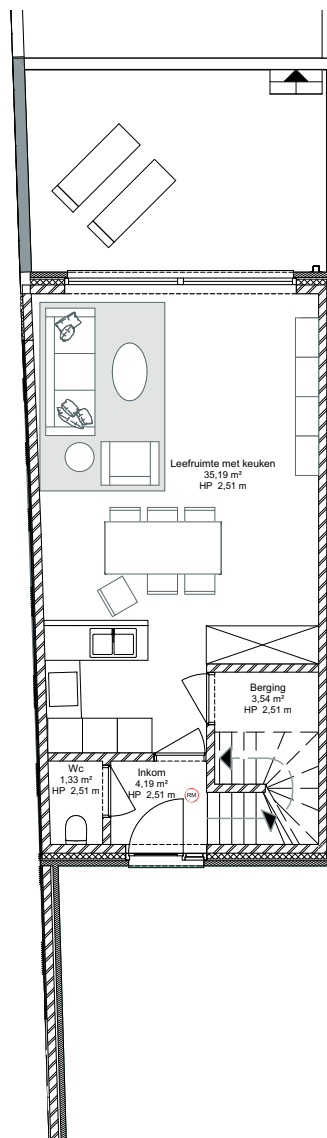 Leefruimte met keuken
35,19 m²
HP 2,51 m
Berging
3,54 m²
HP 2,51 m
Wc
1,33 m²
HP 2,51 m
Inkom
4,19 m²
HP 2,51 m
RM